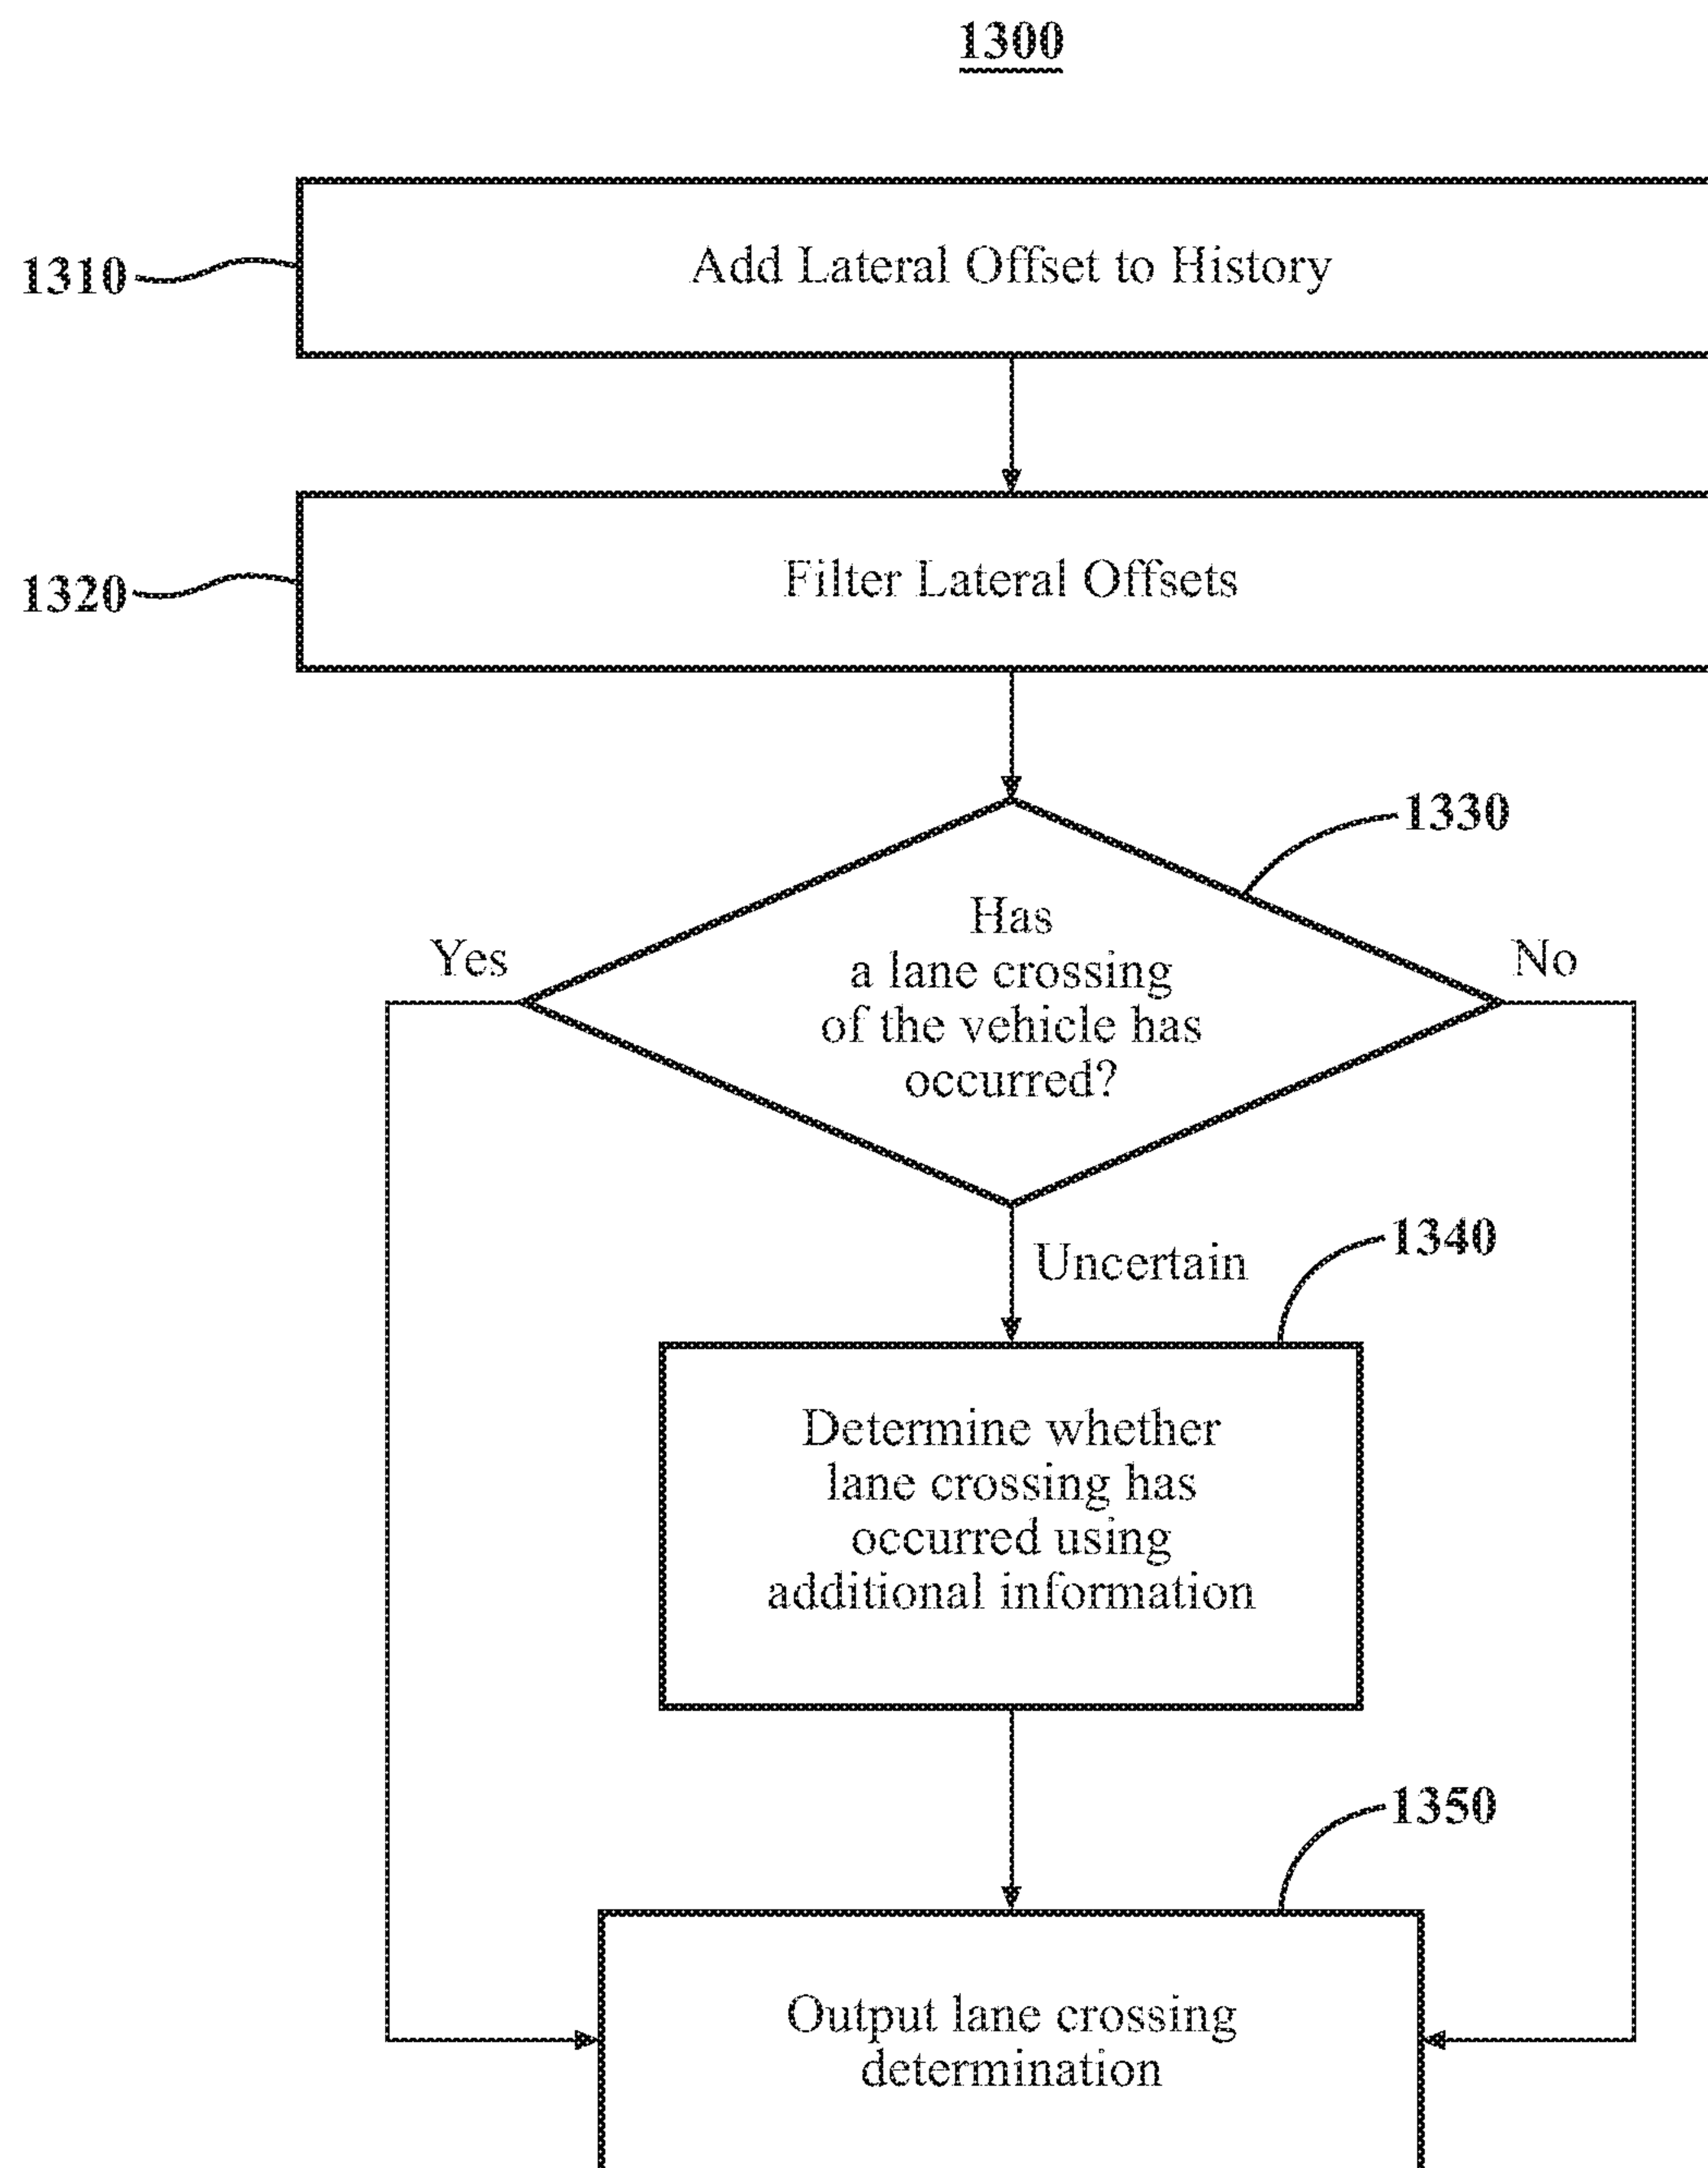 1300
1310
Add Lateral Offset to History
1320
Filter Lateral Offsets
1330
Has
a lane crossing
of the vehicle has
occurred?
Yes
No
Uncertain
1340
Determine whether
lane crossing has
occurred using
additional information
1350
Output lane crossing
determination